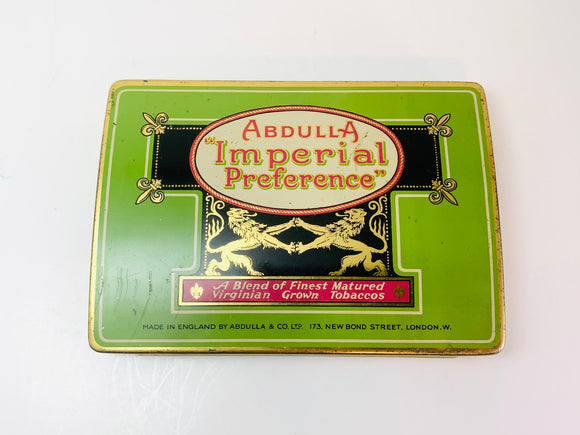 ABDULLA
"Imperial
Preference"
A Blend of Finest Matured
Virginian Grown Tobaccos
MADE IN ENGLAND BY ABDULLA & CO. LTD. 173, NEW BOND STREET, LONDON. W.